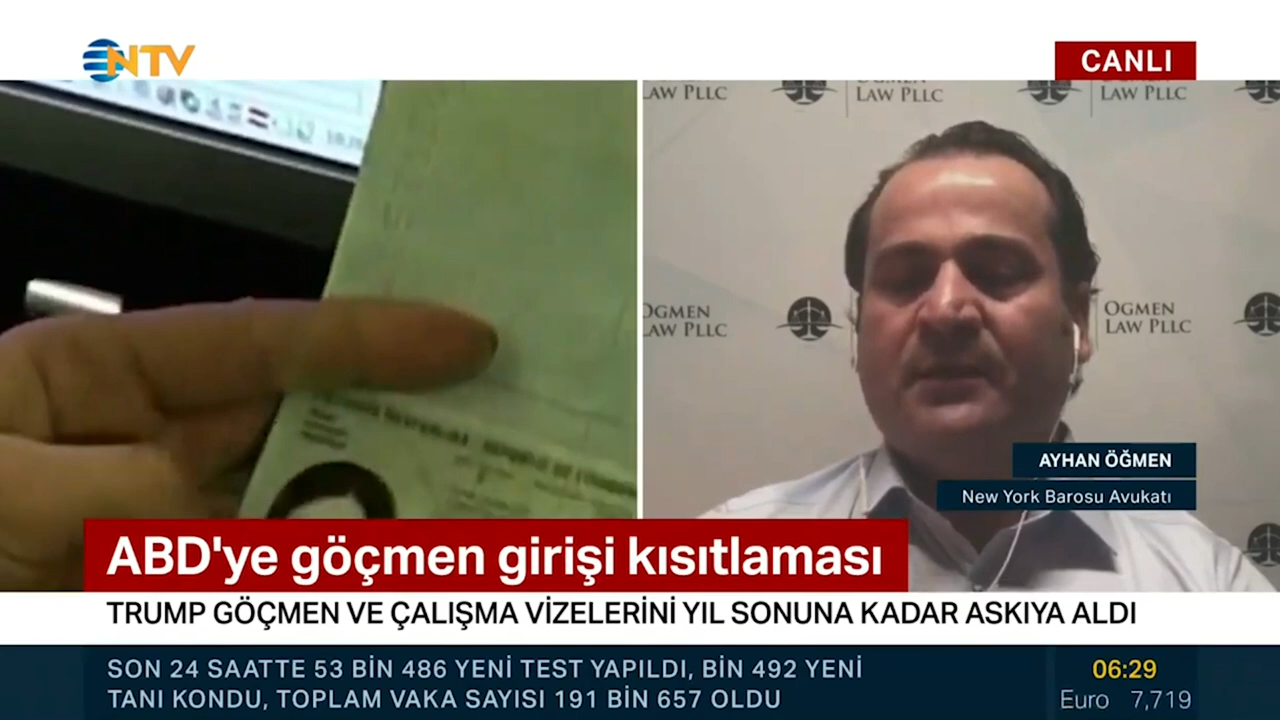 NTV
CANLI
LAW PLLC
LAW PLLC
LAW PLLC
OGMEN
LAW PLLC
OGMEN
LAW PLLC
AYHAN ÖĞMEN
New York Barosu Avukatı
ABD'ye göçmen girişi kısıtlaması
TRUMP GÖÇMEN VE ÇALIŞMA VİZELERİNİ YIL SONUNA KADAR ASKIYA ALDI
SON 24 SAATTE 53 BİN 486 YENİ TEST YAPILDI, BİN 492 YENİ
TANI KONDU, TOPLAM VAKA SAYISI 191 BİN 657 OLDU
06:29
Euro 7,719